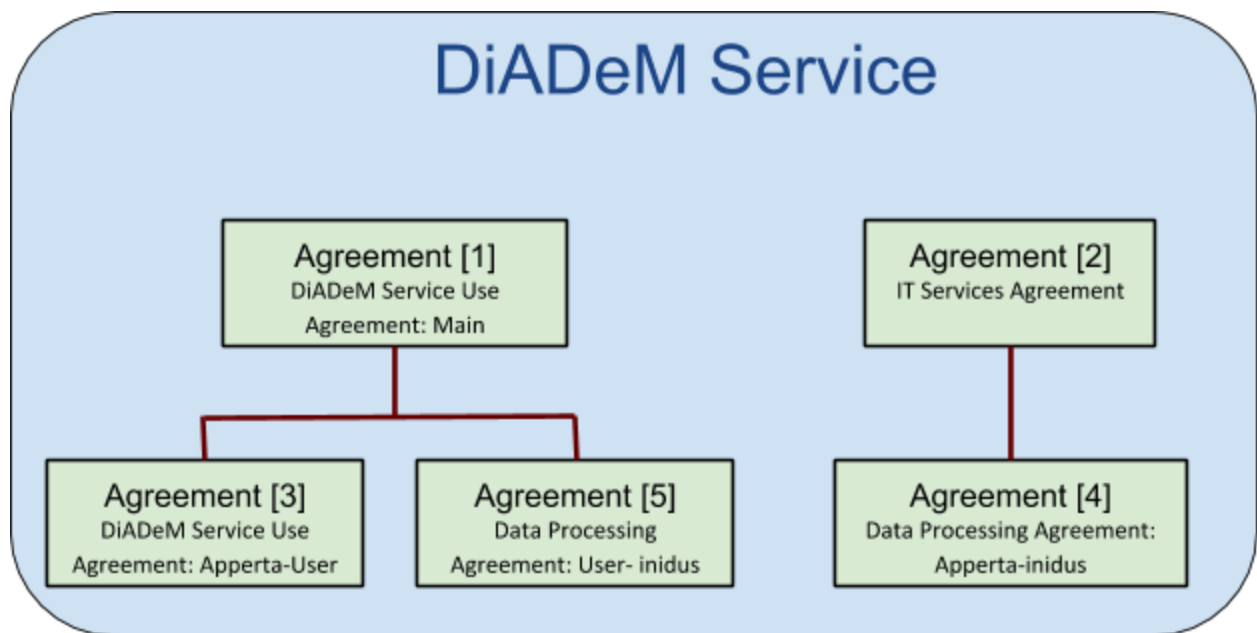 DiADeM Service
Agreement [1]
DiADeM Service Use
Agreement: Main
Agreement [2]
IT Services Agreement
Agreement [3]
DiADeM Service Use
Agreement: Apperta-User
Agreement [5]
Data Processing
Agreement: User- inidus
Agreement [4]
Data Processing Agreement:
Apperta-inidus